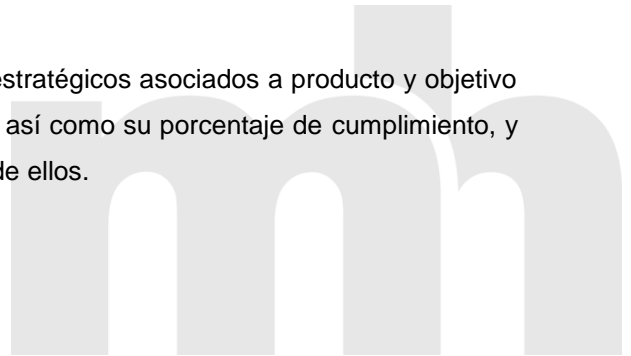 estratégicos asociados a producto y objetivo
así como su porcentaje de cumplimiento, y
de ellos.